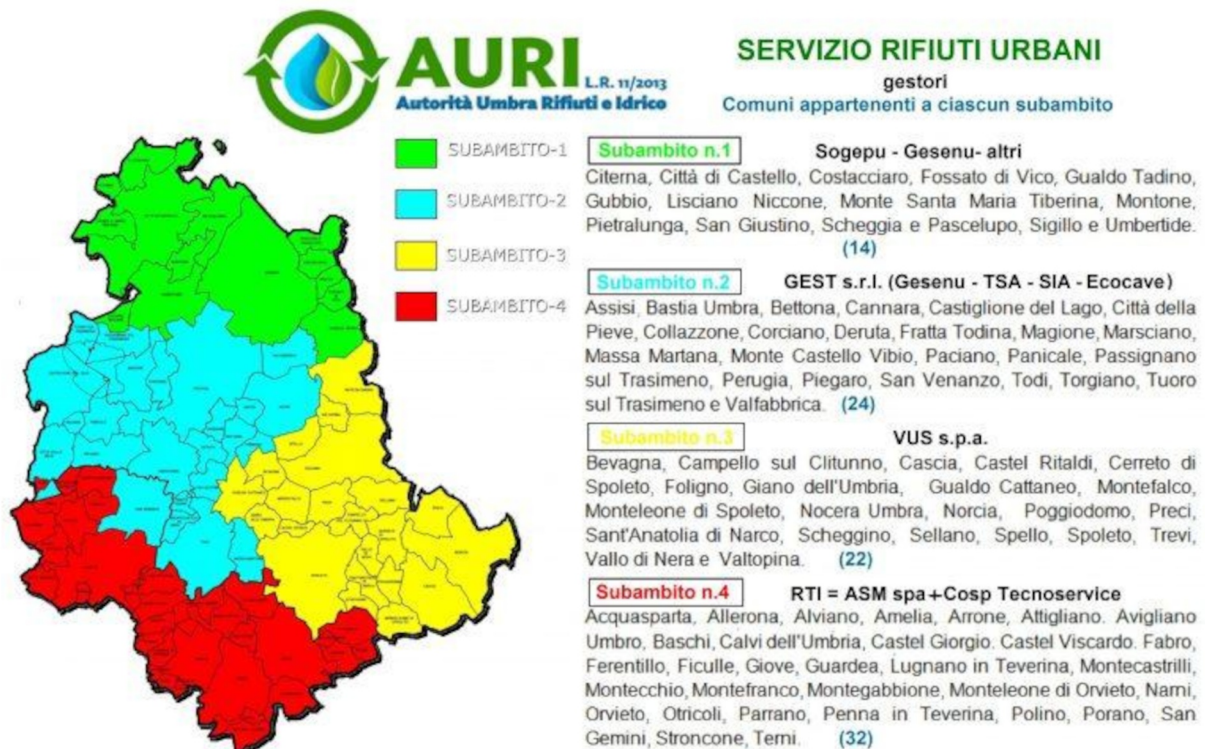 AURI L.R. 11/2013
Autorità Umbra Rifiuti e Idrico
SERVIZIO RIFIUTI URBANI
gestori
Comuni appartenenti a ciascun subambito
SUBAMBITO-1
SUBAMBITO-2
SUBAMBITO-3
SUBAMBITO-4
Subambito n.1 Sogepu - Gesenu- altri
Citerna, Città di Castello, Costacciaro, Fossato di Vico, Gualdo Tadino,
Gubbio, Lisciano Niccone, Monte Santa Maria Tiberina, Montone,
Pietralunga, San Giustino, Scheggia e Pascelupo, Sigillo e Umbertide.
(14)
Subambito n.2 GEST s.r.l. (Gesenu - TSA - SIA - Ecocave)
Assisi, Bastia Umbra, Bettona, Cannara, Castiglione del Lago, Città della
Pieve, Collazzone, Corciano, Deruta, Fratta Todina, Magione, Marsciano,
Massa Martana, Monte Castello Vibio, Paciano, Panicale, Passignano
sul Trasimeno, Perugia, Piegaro, San Venanzo, Todi, Torgiano, Tuoro
sul Trasimeno e Valfabbrica. (24)
Subambito n.3 VUS s.p.a.
Bevagna, Campello sul Clitunno, Cascia, Castel Ritaldi, Cerreto di
Spoleto, Foligno, Giano dell'Umbria, Gualdo Cattaneo, Montefalco,
Monteleone di Spoleto, Nocera Umbra, Norcia, Poggiodomo, Preci,
Sant'Anatolia di Narco, Scheggino, Sellano, Spello, Spoleto, Trevi,
Vallo di Nera e Valtopina. (22)
Subambito n.4 RTI = ASM spa+Cosp Tecnoservice
Acquasparta, Allerona, Alviano, Amelia, Arrone, Attigliano. Avigliano
Umbro, Baschi, Calvi dell'Umbria, Castel Giorgio. Castel Viscardo. Fabro,
Ferentillo, Ficulle, Giove, Guardea, Lugnano in Teverina, Montecastrilli,
Montecchio, Montefranco, Montegabbione, Monteleone di Orvieto, Narni,
Orvieto, Otricoli, Parrano, Penna in Teverina, Polino, Porano, San
Gemini, Stroncone, Terni. (32)